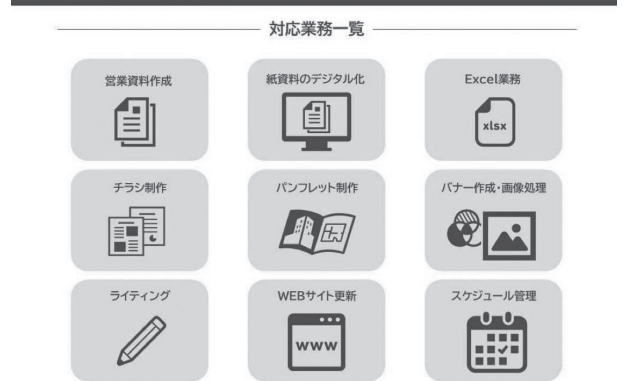 対応業務一覧
営業資料作成
紙資料のデジタル化
Excel業務
xlsx
チラシ制作
パンフレット制作
バナー作成・画像処理
ライティング
WEBサイト更新
スケジュール管理
www